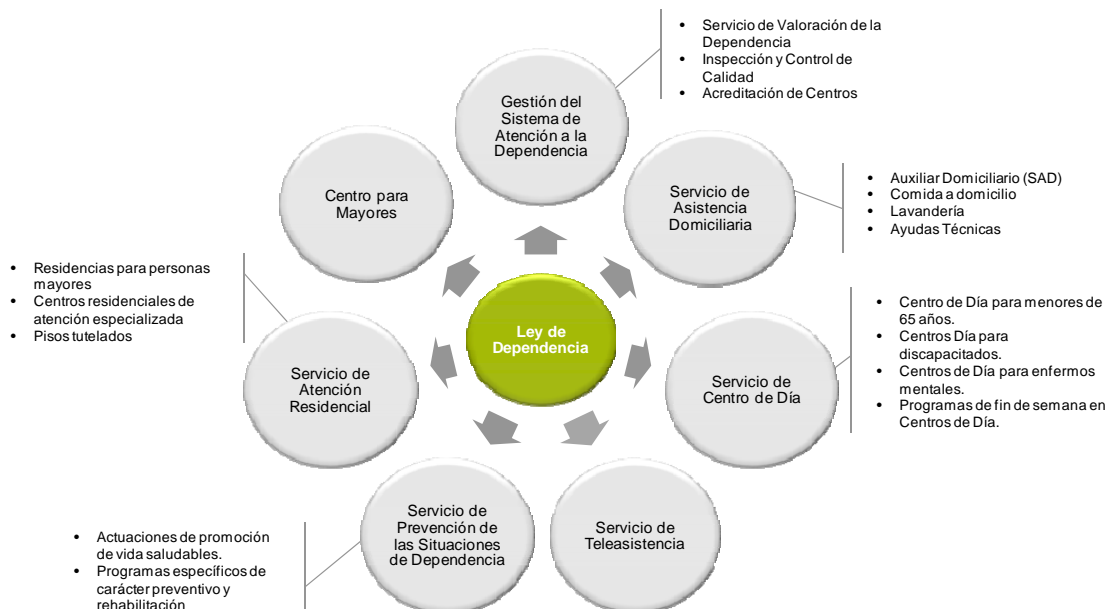 • Servicio de Valoración de la
Dependencia
• Inspección y Control de
Calidad
• Acreditación de Centros
Gestión del
Sistema de
Atención a la
Dependencia
Servicio de
Asistencia
Domiciliaria
• Auxiliar Domiciliario (SAD)
• Comida a domicilio
• Lavandería
• Ayudas Técnicas
Centro para
Mayores
• Residencias para personas
mayores
• Centros residenciales de
atención especializada
• Pisos tutelados
Ley de
Dependencia
• Centro de Día para menores de
65 años.
• Centros Día para
discapacitados.
• Centros de Día para enfermos
mentales.
• Programas de fin de semana en
Centros de Día.
Servicio de
Atención
Residencial
Servicio de
Centro de Día
Servicio de
Prevención de
las Situaciones
de Dependencia
Servicio de
Teleasistencia
• Actuaciones de promoción
de vida saludables.
• Programas específicos de
carácter preventivo y
rehabilitación